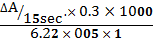 ΔA/15sec. × 0.3 × 1000
6.22 × 005 × 1